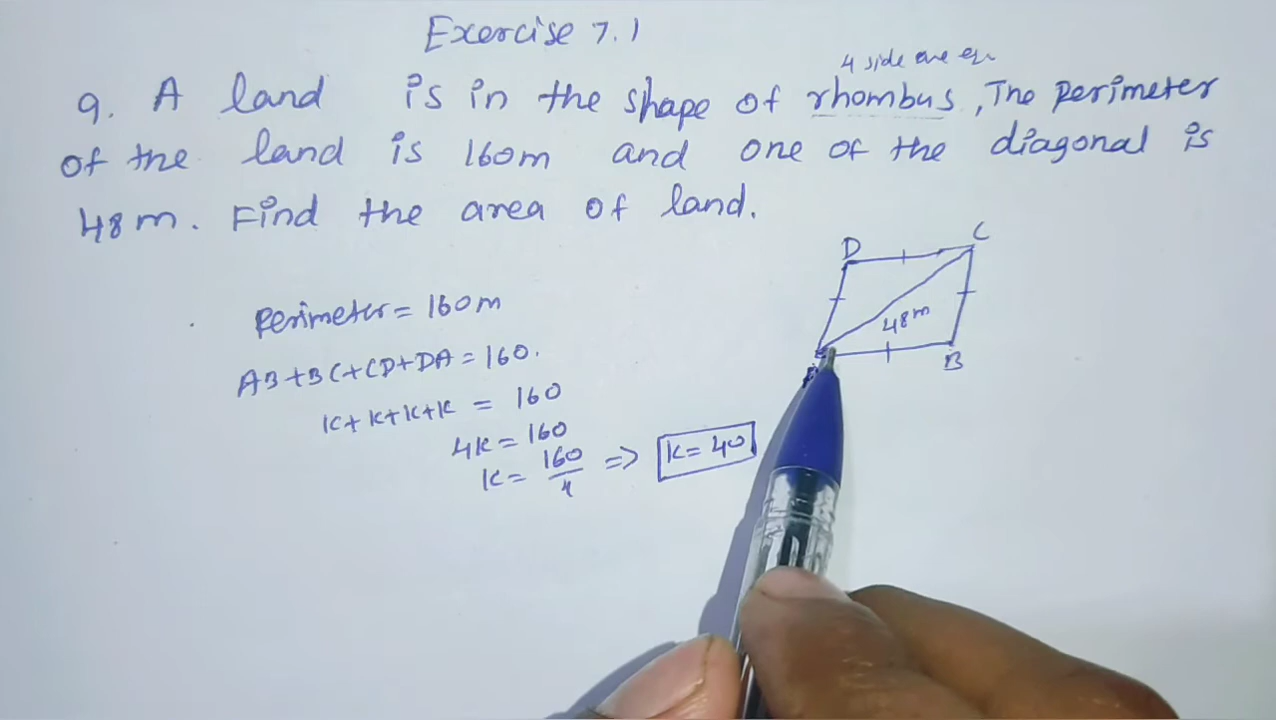 Exercise 7.1
4 side are eq
9. A land is in the shape of rhombus, The perimeter
of the land is 160m and one of the diagonal is
48m. Find the area of land.
D C
48m
B
Perimeter = 160m
AB+BC+CD+DA = 160.
K+K+K+K = 160
4K = 160
K = 160/4 => K = 40